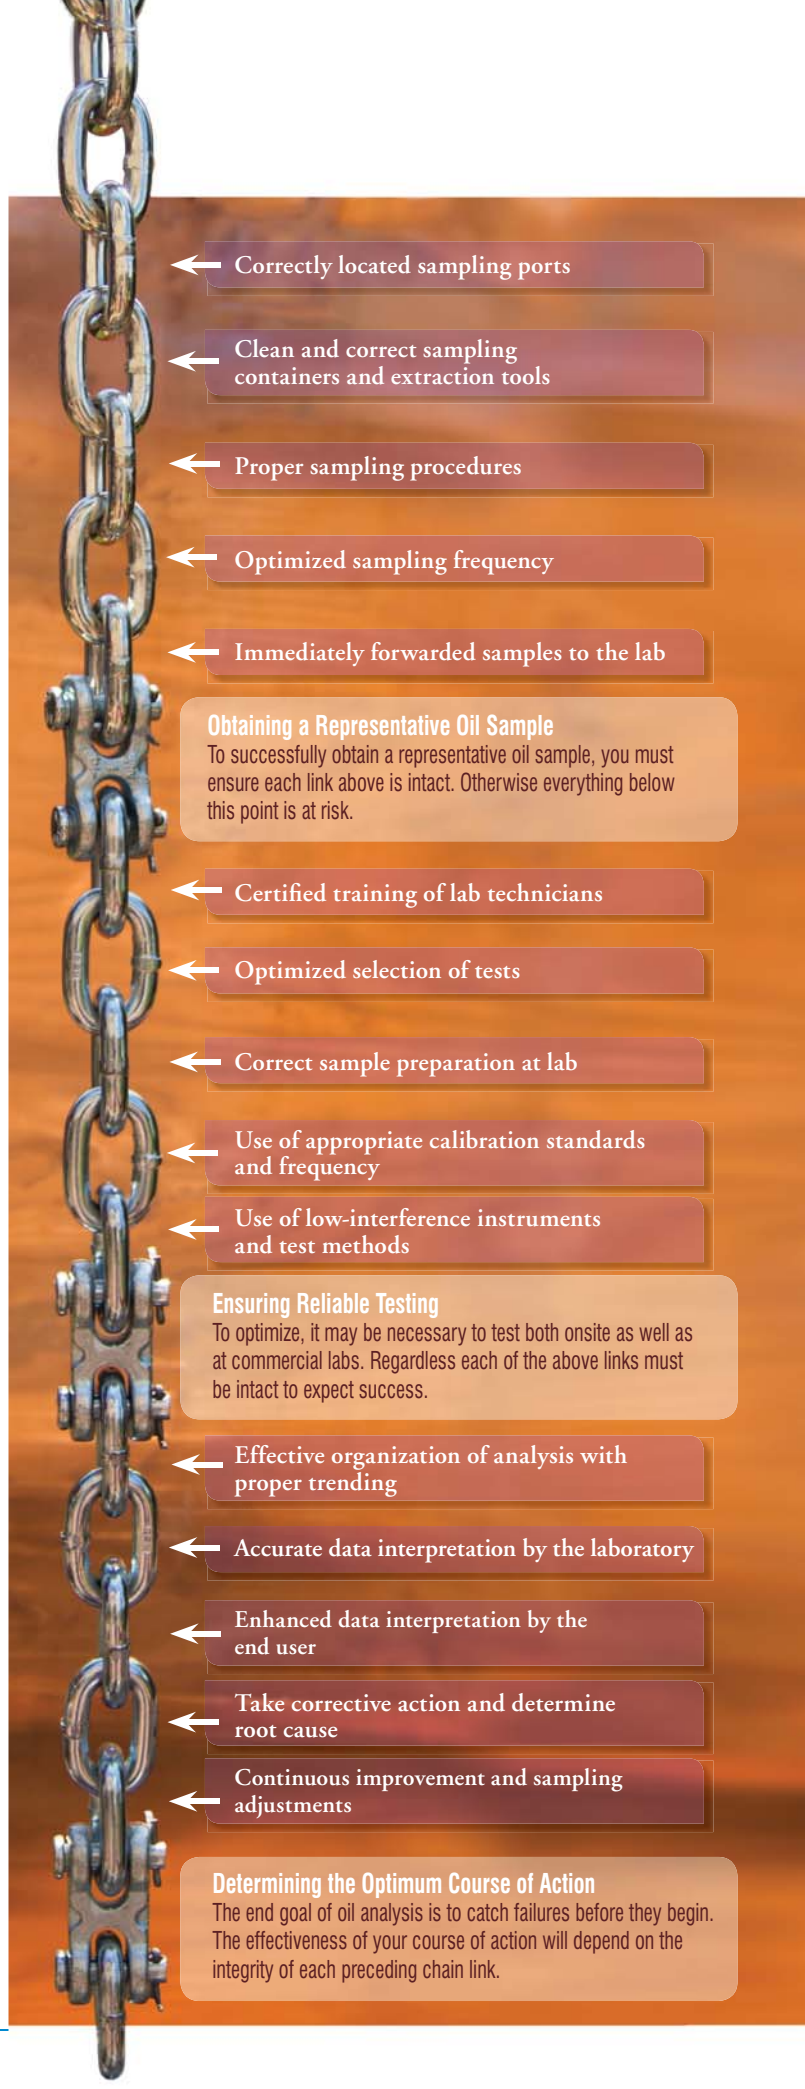 Correctly located sampling ports
Clean and correct sampling
containers and extraction tools
Proper sampling procedures
Optimized sampling frequency
Immediately forwarded samples to the lab
Obtaining a Representative Oil Sample
To successfully obtain a representative oil sample, you must
ensure each link above is intact. Otherwise everything below
this point is at risk.
Certified training of lab technicians
Optimized selection of tests
Correct sample preparation at lab
Use of appropriate calibration standards
and frequency
Use of low-interference instruments
and test methods
Ensuring Reliable Testing
To optimize, it may be necessary to test both onsite as well as
at commercial labs. Regardless each of the above links must
be intact to expect success.
Effective organization of analysis with
proper trending
Accurate data interpretation by the laboratory
Enhanced data interpretation by the
end user
Take corrective action and determine
root cause
Continuous improvement and sampling
adjustments
Determining the Optimum Course of Action
The end goal of oil analysis is to catch failures before they begin.
The effectiveness of your course of action will depend on the
integrity of each preceding chain link.